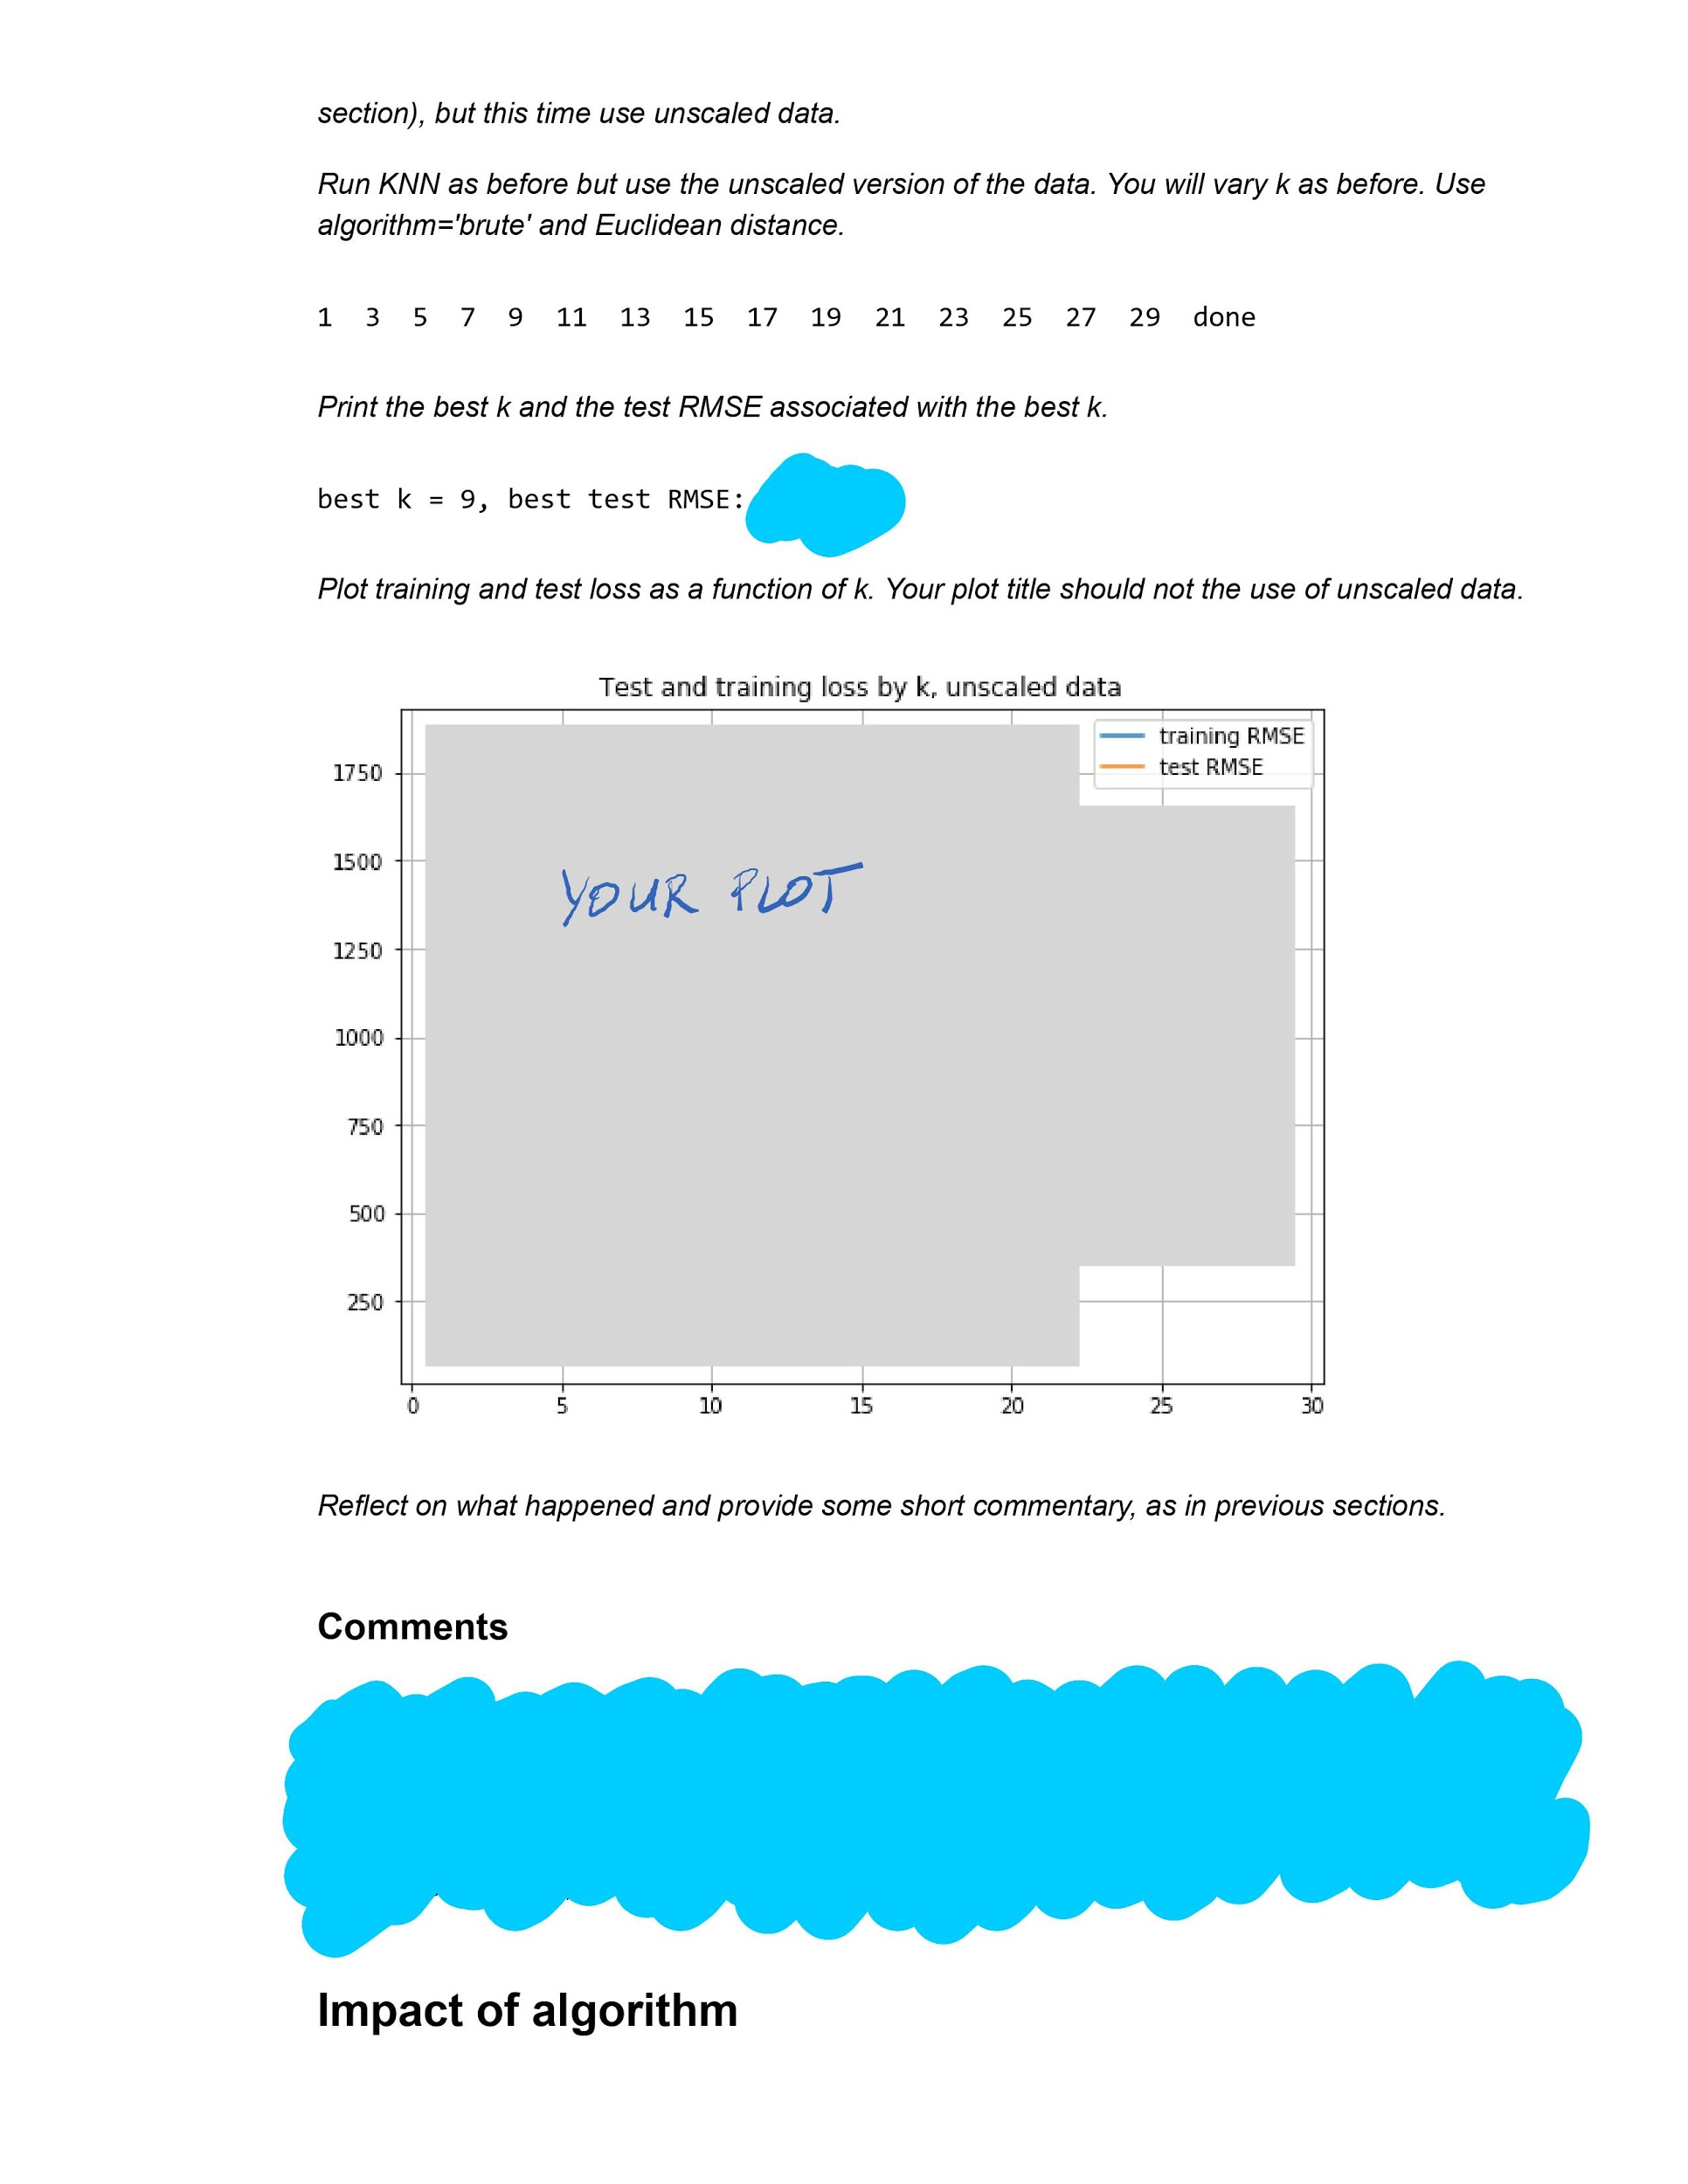 section), but this time use unscaled data.
Run KNN as before but use the unscaled version of the data. You will vary k as before. Use
algorithm='brute' and Euclidean distance.
1 3 5 7 9 11 13 15 17 19 21 23 25 27 29 done
Print the best k and the test RMSE associated with the best k.
best k = 9, best test RMSE:
Plot training and test loss as a function of k. Your plot title should not the use of unscaled data.
Test and training loss by k, unscaled data
training RMSE
test RMSE
1750
1500
YOUR PLOT
1250
1000
750
500
250
0 5 10 15 20 25 30
Reflect on what happened and provide some short commentary, as in previous sections.
Comments
Impact of algorithm